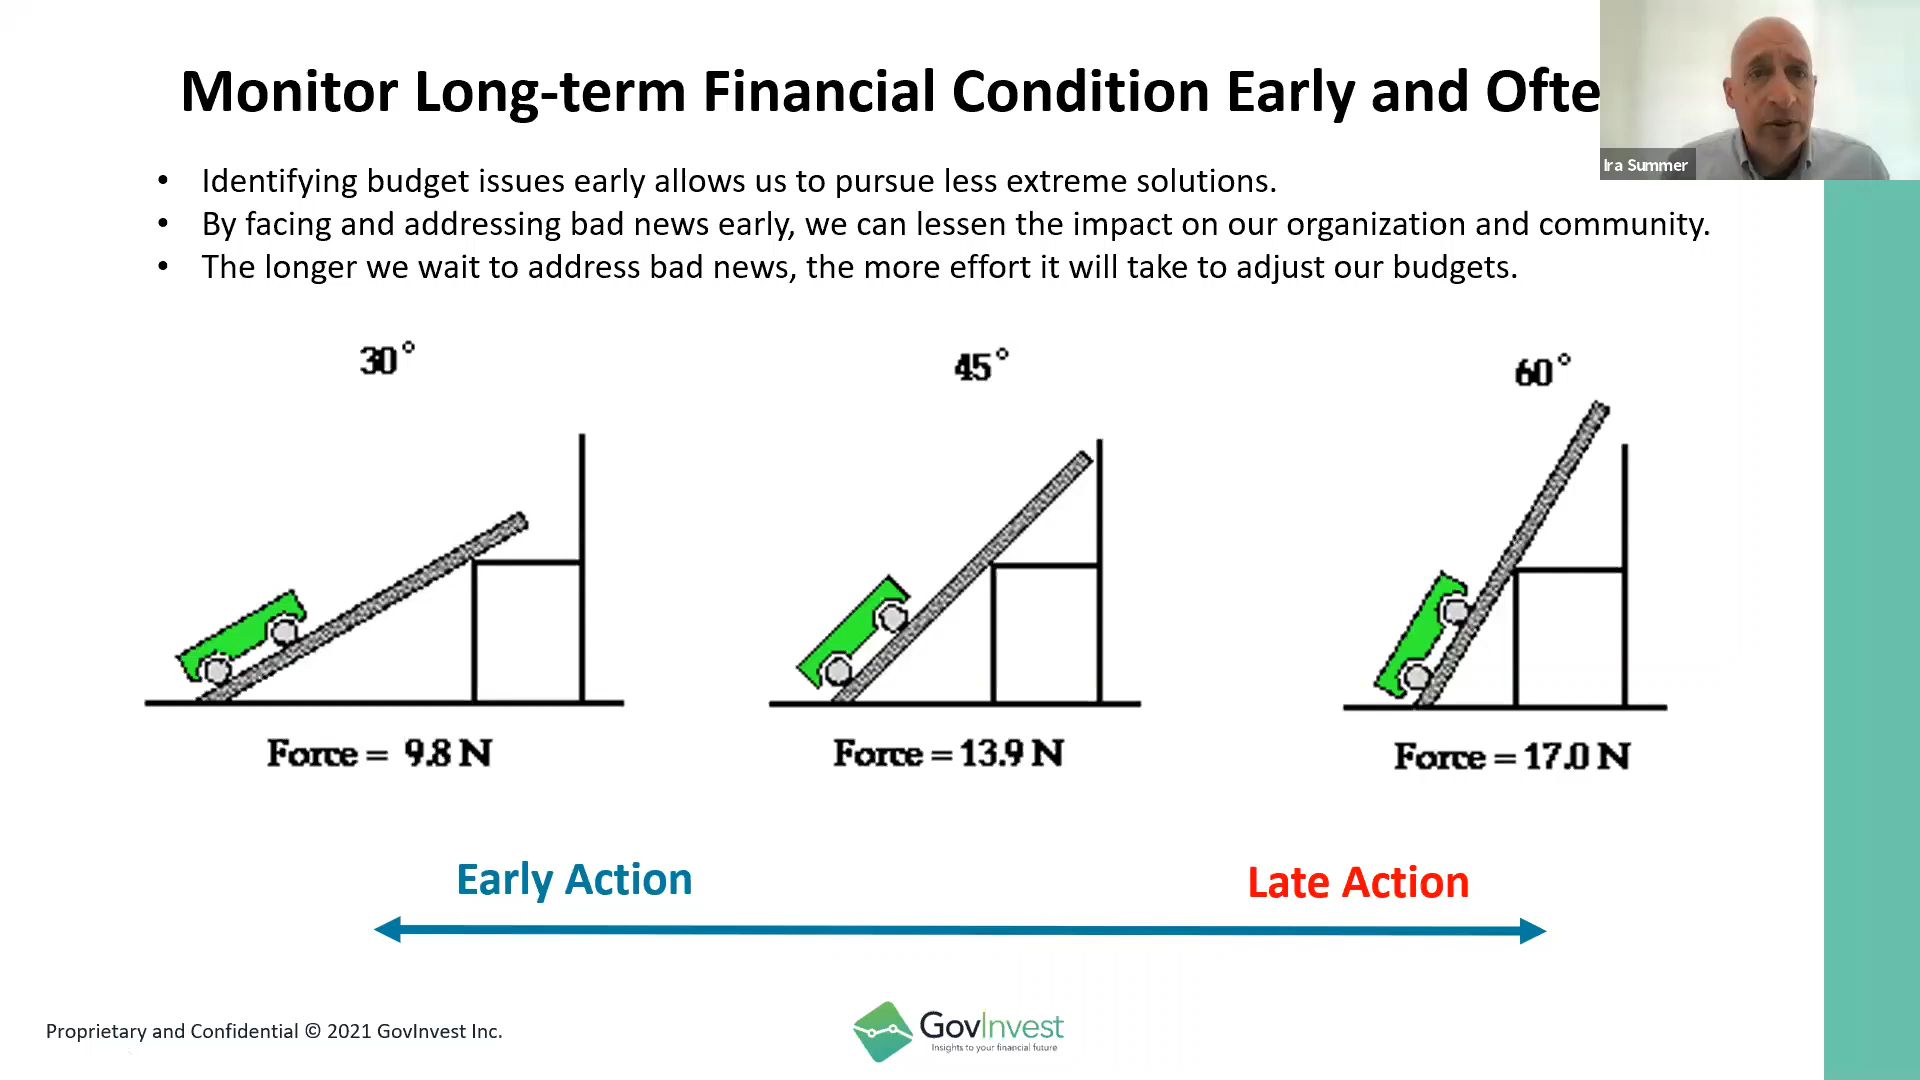 Monitor Long-term Financial Condition Early and Ofte
Ira Summer
• Identifying budget issues early allows us to pursue less extreme solutions.
• By facing and addressing bad news early, we can lessen the impact on our organization and community.
• The longer we wait to address bad news, the more effort it will take to adjust our budgets.
30°
45°
60°
Force = 9.8 N
Force = 13.9 N
Force = 17.0 N
Early Action
Late Action
Proprietary and Confidential © 2021 GovInvest Inc.
GovInvest
Insights to your financial future